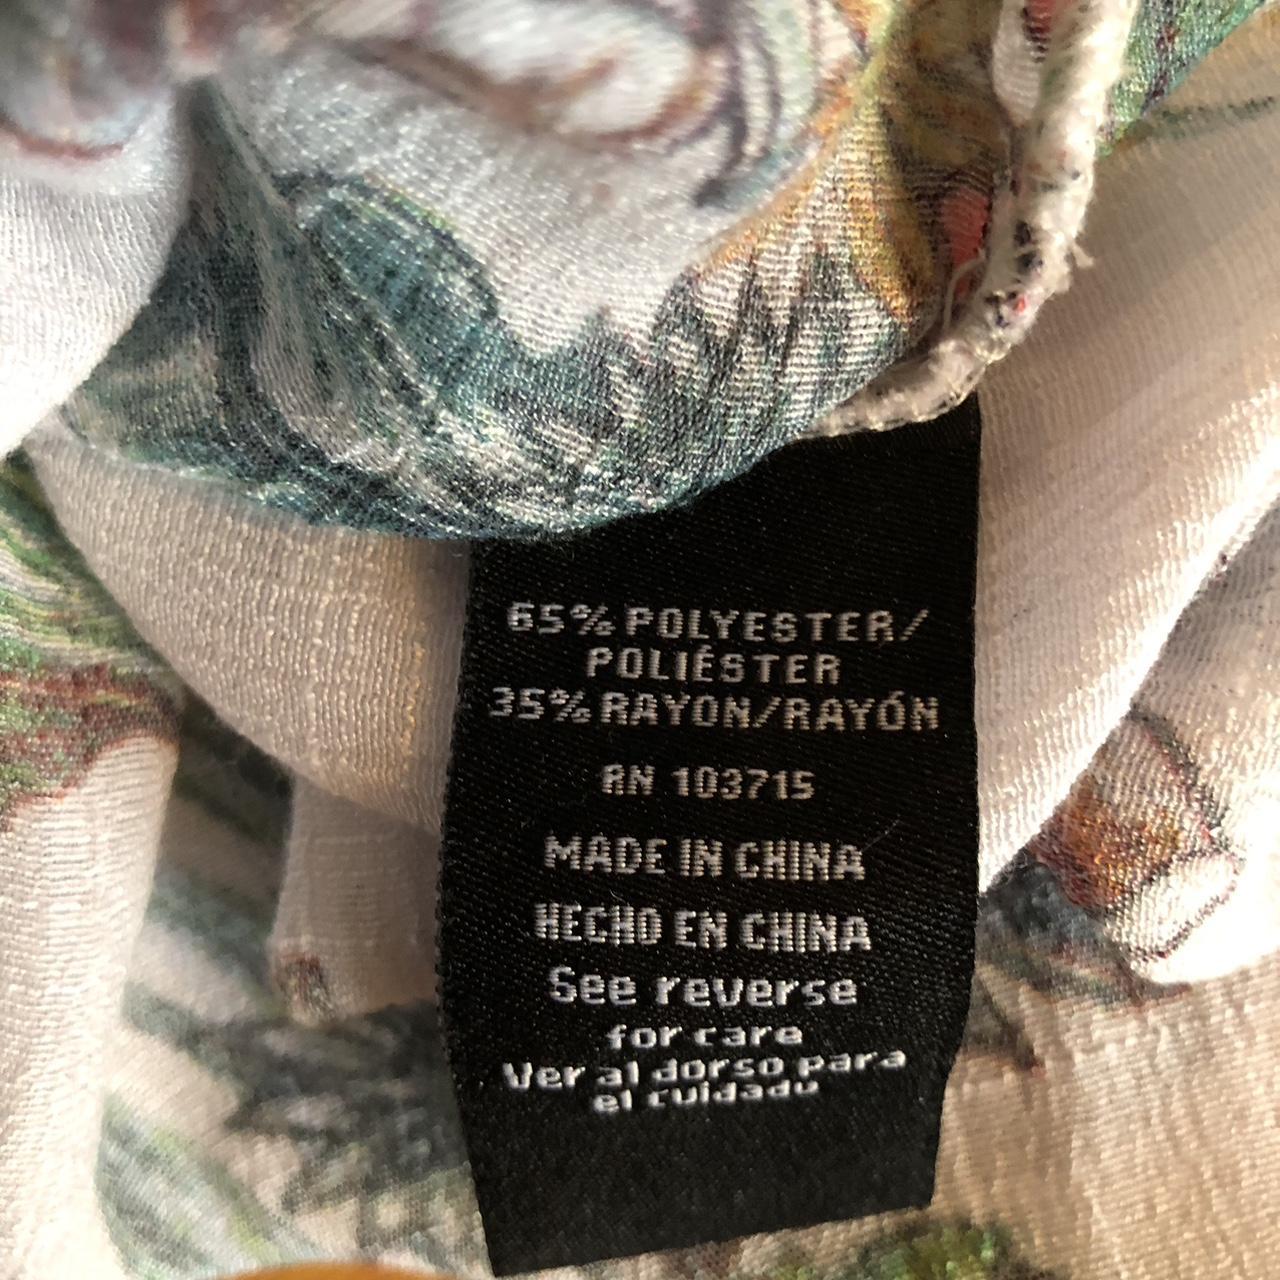 65% POLYESTER/
POLIÉSTER
35% RAYON/RAYÓN
RN 103715
MADE IN CHINA
HECHO EN CHINA
See reverse
for care
Ver al dorso para
el cuidado